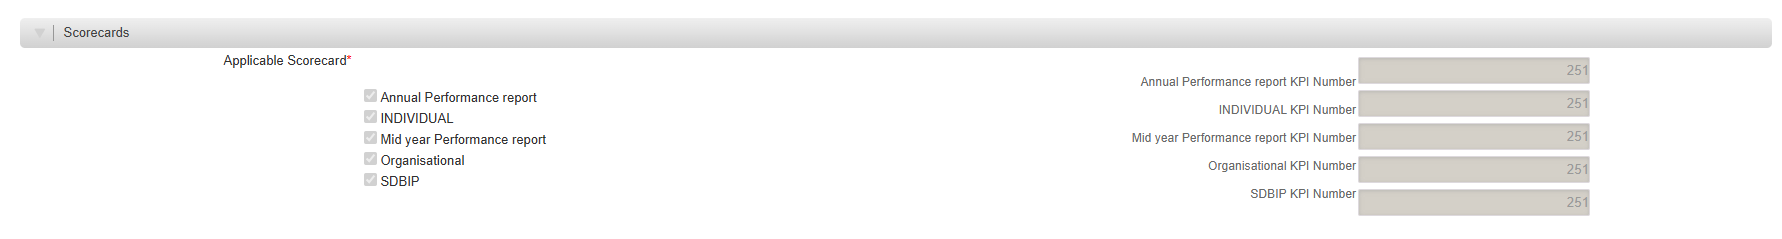 Scorecards
Applicable Scorecard*
Annual Performance report
INDIVIDUAL
Mid year Performance report
Organisational
SDBIP
Annual Performance report KPI Number 251
INDIVIDUAL KPI Number 251
Mid year Performance report KPI Number 251
Organisational KPI Number 251
SDBIP KPI Number 251